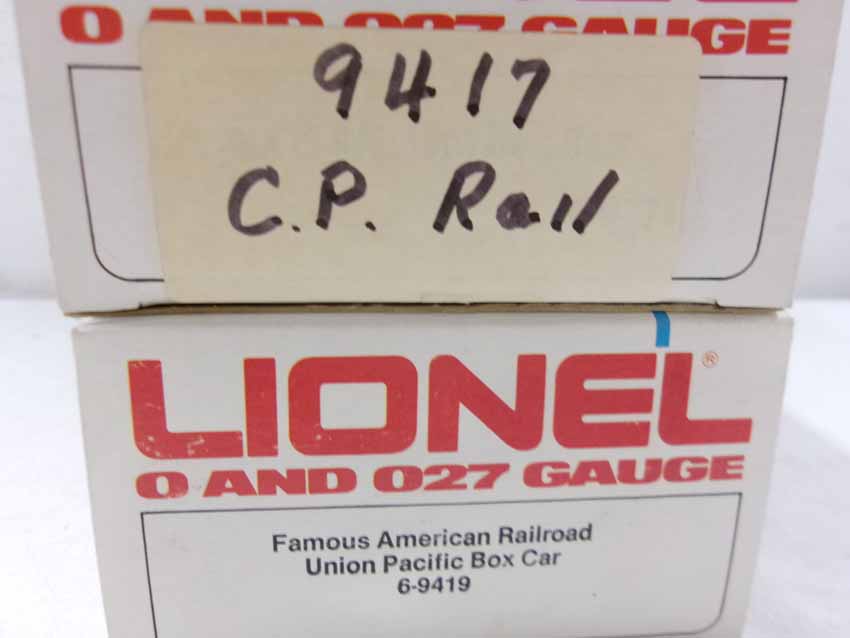 O AND 027 GAUGE
9417
C.P. Rail
LIONEL®
O AND 027 GAUGE
Famous American Railroad
Union Pacific Box Car
6-9419